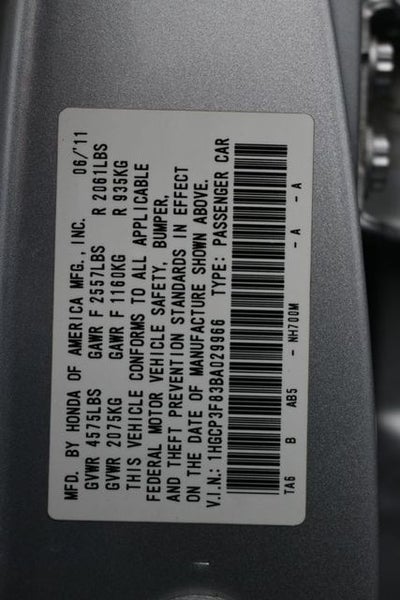 MFD. BY HONDA OF AMERICA MFG., INC. 06/'11
GVWR 4575LBS GAWR F 2557LBS R 2061LBS
GVWR 2075KG GAWR F 1160KG R 935KG
THIS VEHICLE CONFORMS TO ALL APPLICABLE
FEDERAL MOTOR VEHICLE SAFETY, BUMPER,
AND THEFT PREVENTION STANDARDS IN EFFECT
ON THE DATE OF MANUFACTURE SHOWN ABOVE.
V.I.N.: 1HGCP3F83BA029966 TYPE: PASSENGER CAR
TA6 B AB5 - NH700M - A - A